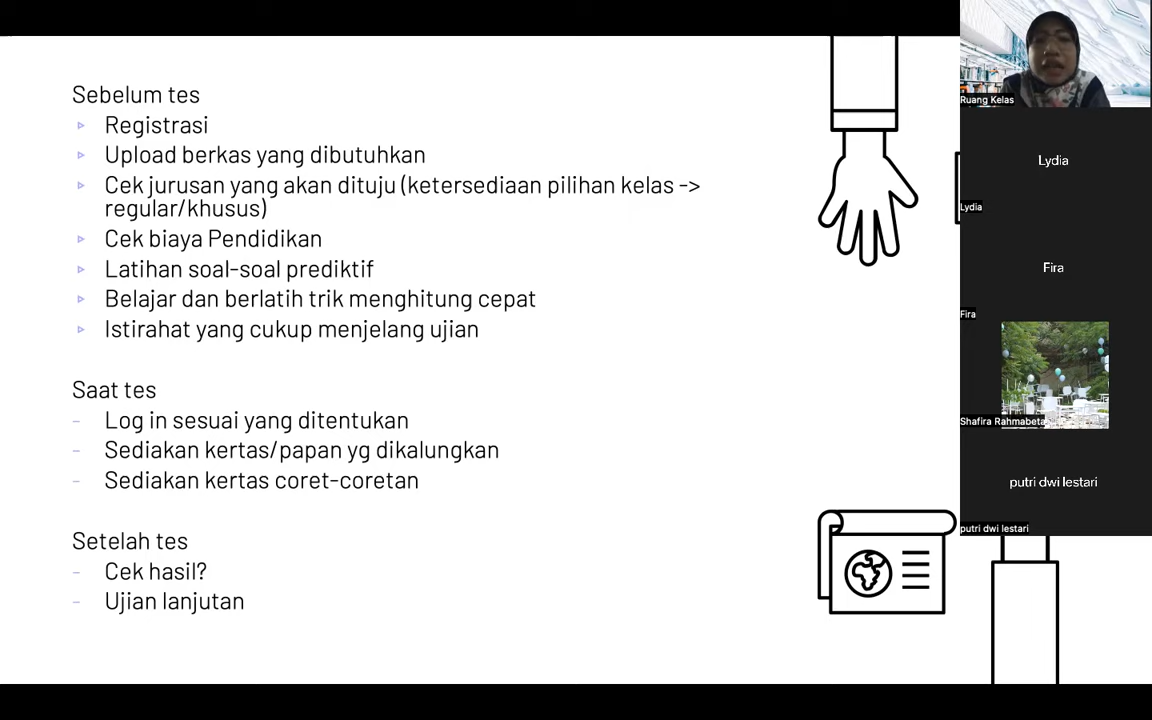 Sebelum tes
Registrasi
Upload berkas yang dibutuhkan
Cek jurusan yang akan dituju (ketersediaan pilihan kelas ->
regular/khusus)
Cek biaya Pendidikan
Latihan soal-soal prediktif
Belajar dan berlatih trik menghitung cepat
Istirahat yang cukup menjelang ujian
Saat tes
- Log in sesuai yang ditentukan
- Sediakan kertas/papan yg dikalungkan
- Sediakan kertas coret-coretan
Setelah tes
- Cek hasil?
- Ujian lanjutan
Ruang Kelas
Lydia
Lydia
Fira
Fira
Shafira Rahmabeta
putri dwi lestari
putri dwi lestari